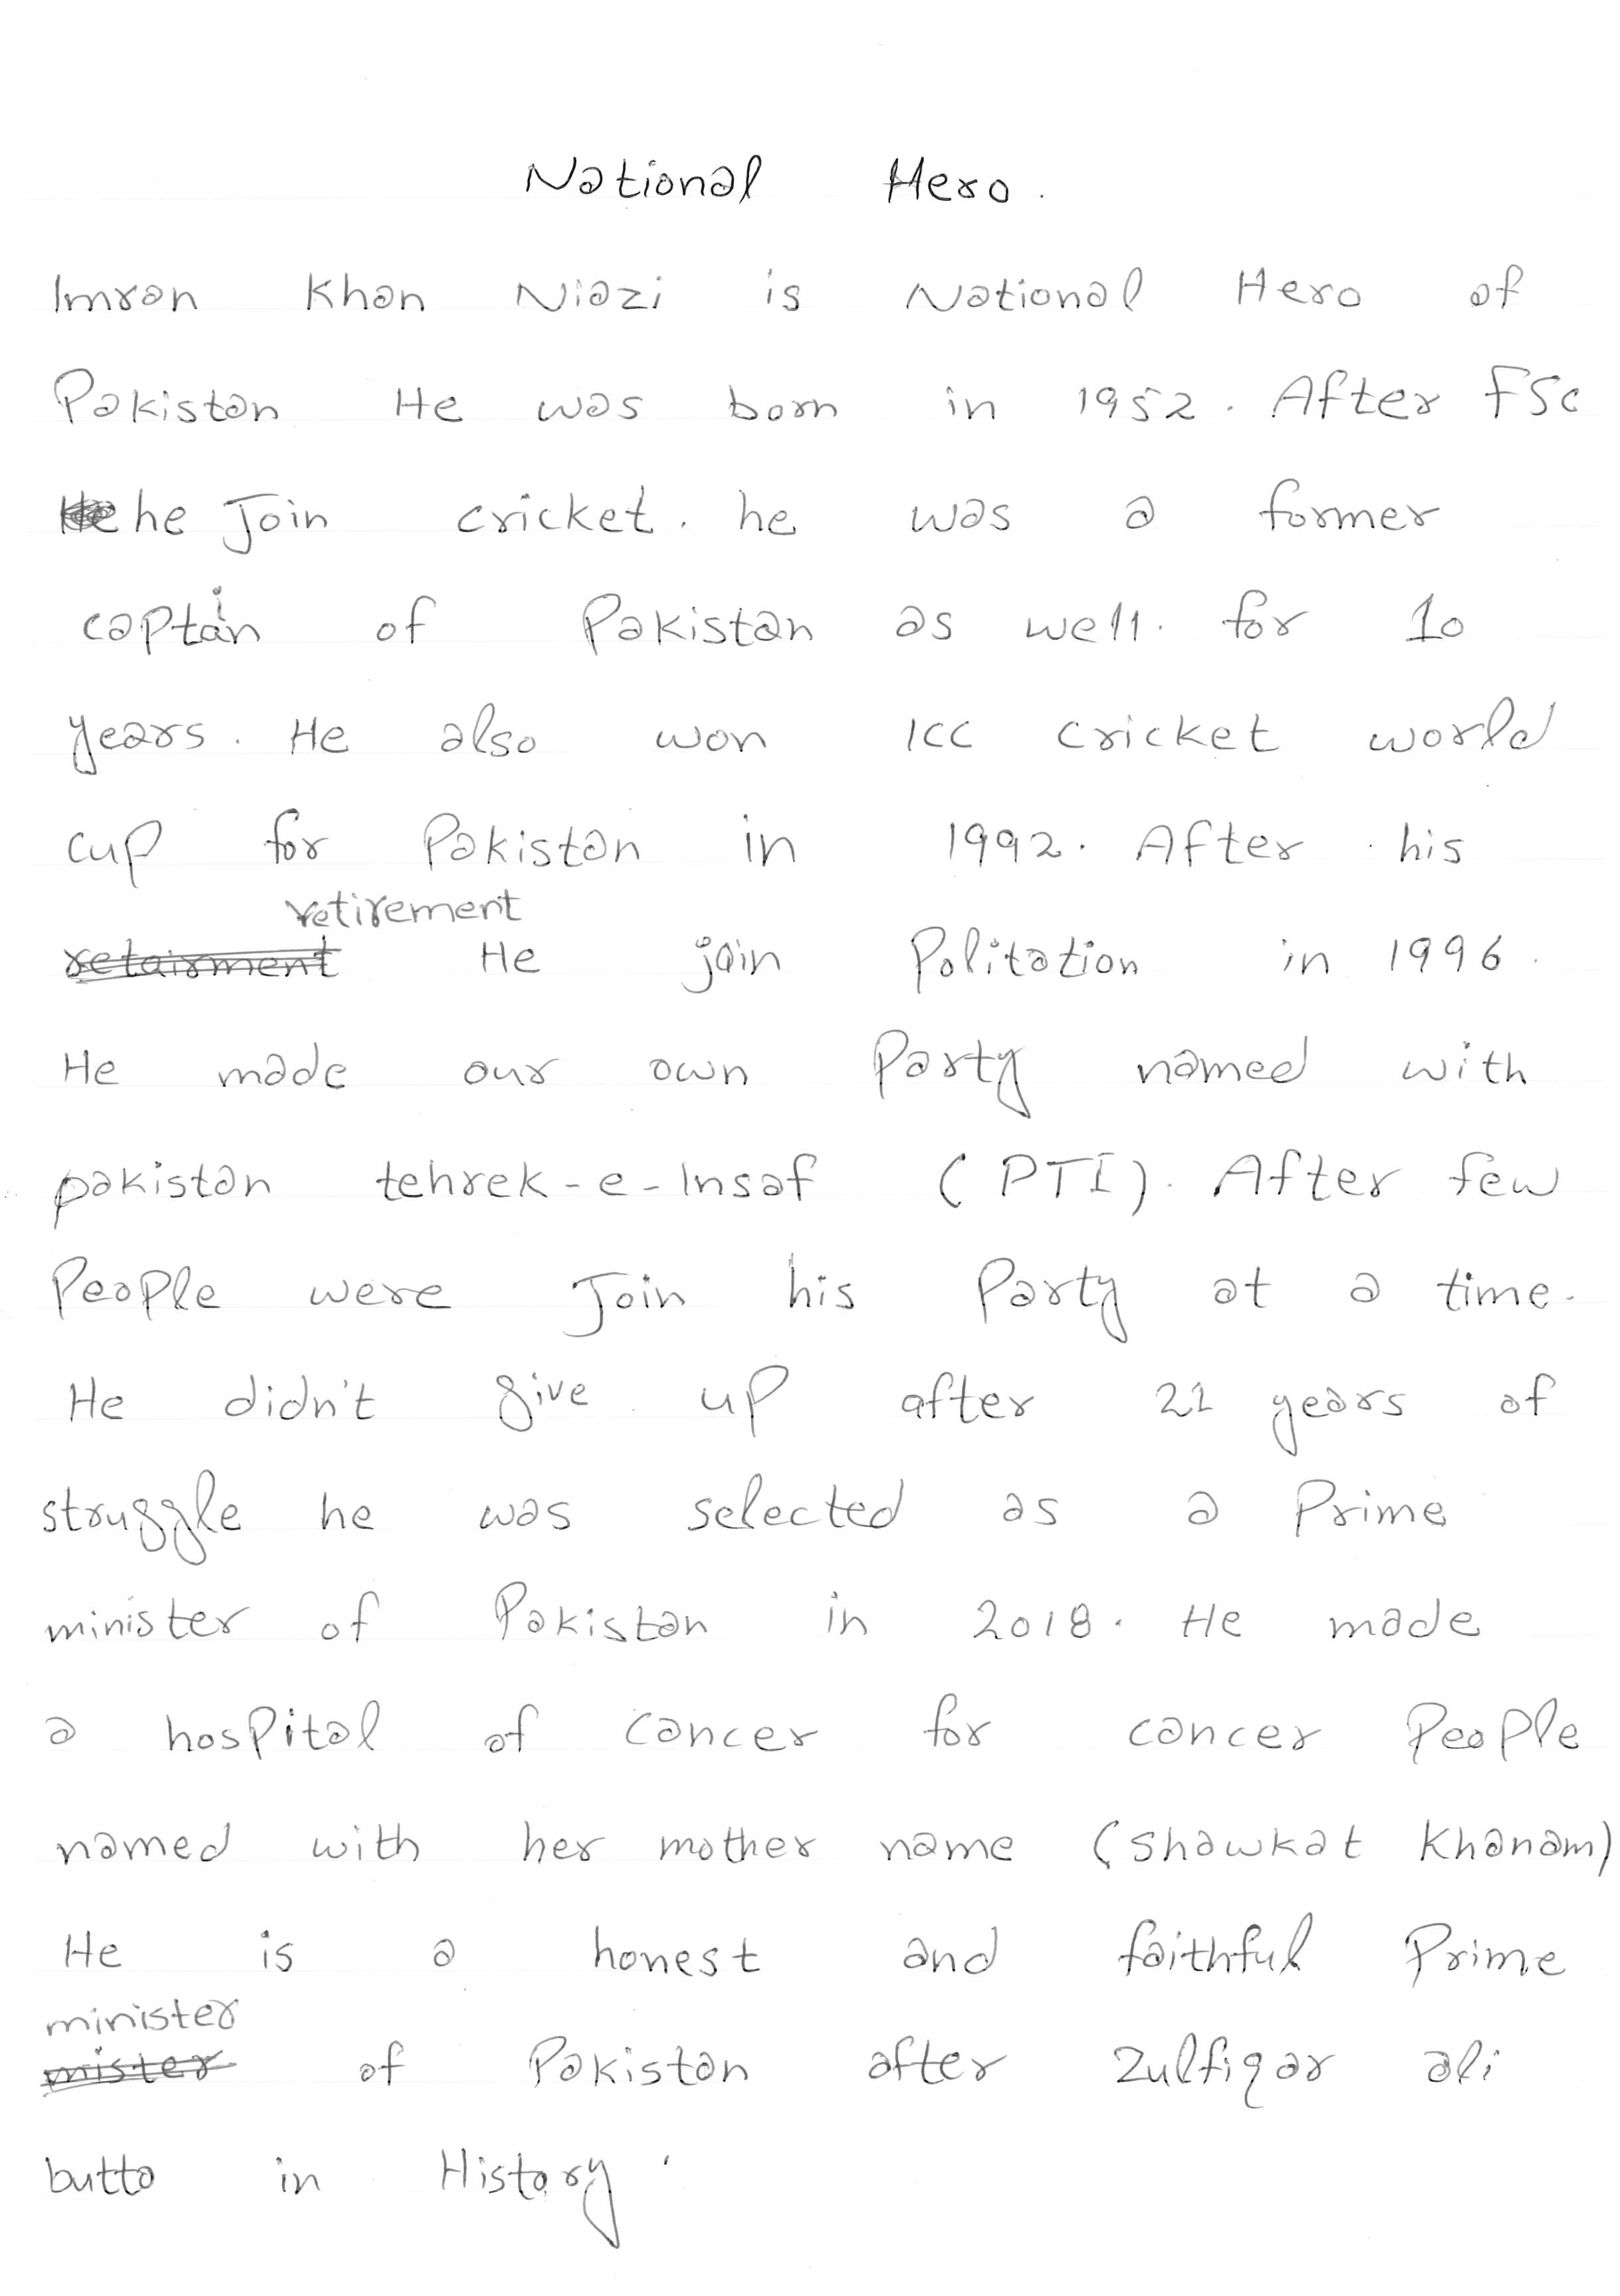 National Hero.
Imran Khan Niazi is National Hero of
Pakistan He was born in 1952. After FSc
he Join cricket. he was a former
captain of Pakistan as well. for 10
years. He also won ICC cricket world
cup for Pakistan in 1992. After his
retirement
retairment He join Politation in 1996.
He made our own Party named with
pakistan tehrek-e-Insaf (PTI). After few
People were Join his Party at a time.
He didn't give up after 21 years of
struggle he was selected as a Prime
minister of Pakistan in 2018. He made
a hospital of cancer for cancer People
named with her mother name (Shawkat Khanam)
He is a honest and faithful Prime
minister
mister of Pakistan after Zulfiqar ali
butto in History.